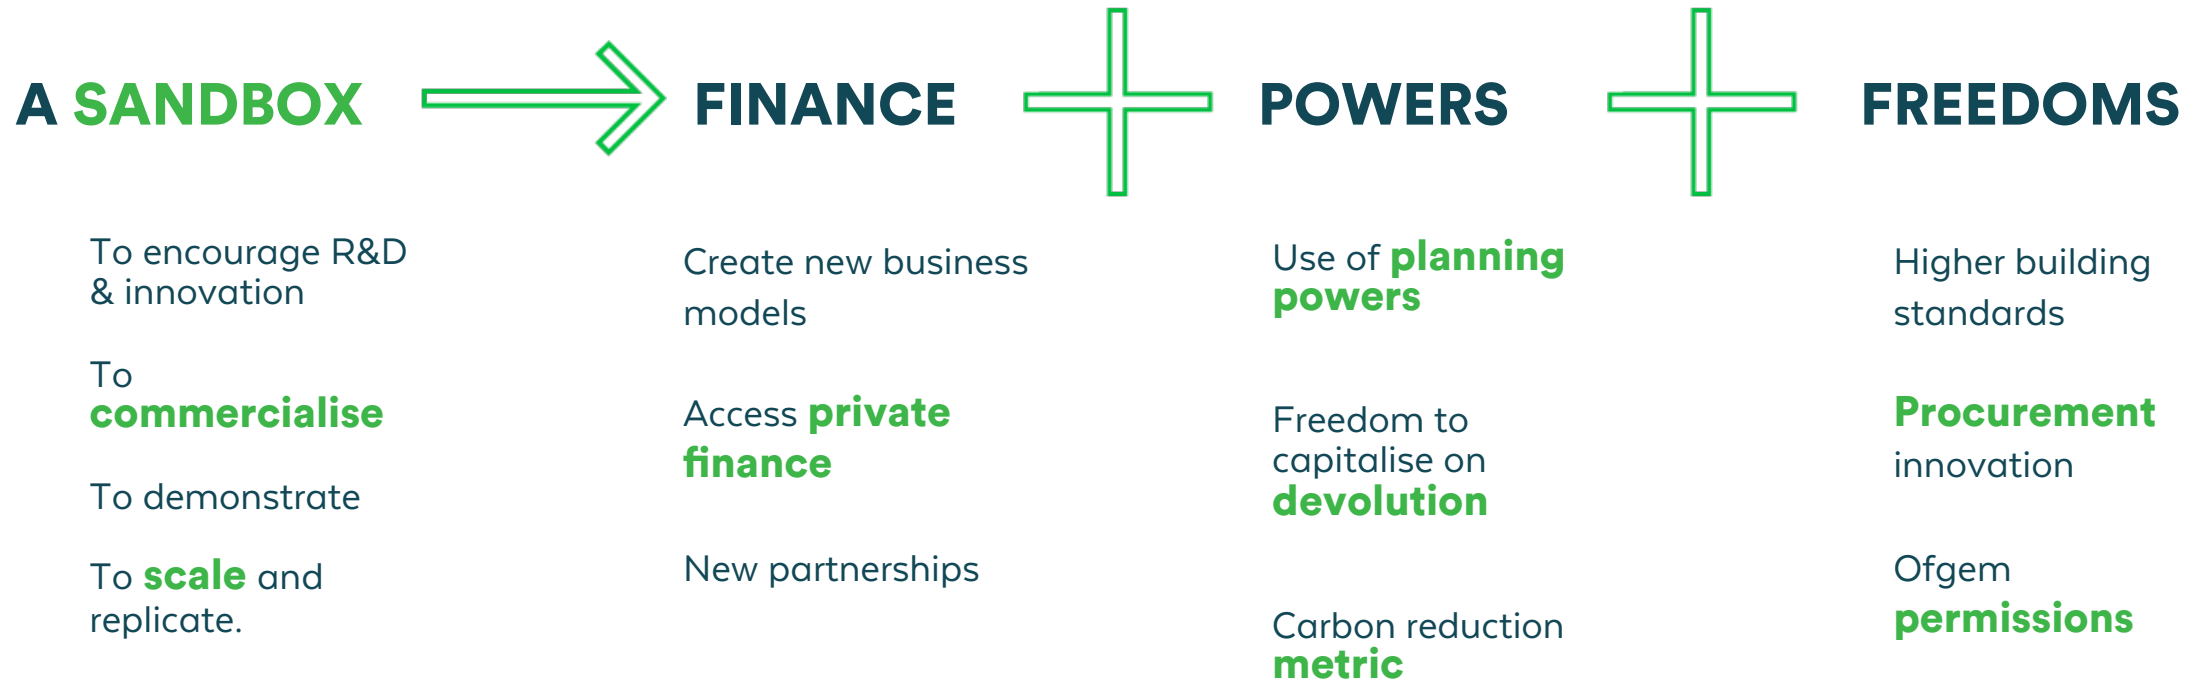 A SANDBOX
FINANCE
POWERS
FREEDOMS
To encourage R&D
& innovation
To
commercialise
To demonstrate
To scale and
replicate.
Create new business
models
Access private
finance
New partnerships
Use of planning
powers
Freedom to
capitalise on
devolution
Carbon reduction
metric
Higher building
standards
Procurement
innovation
Ofgem
permissions